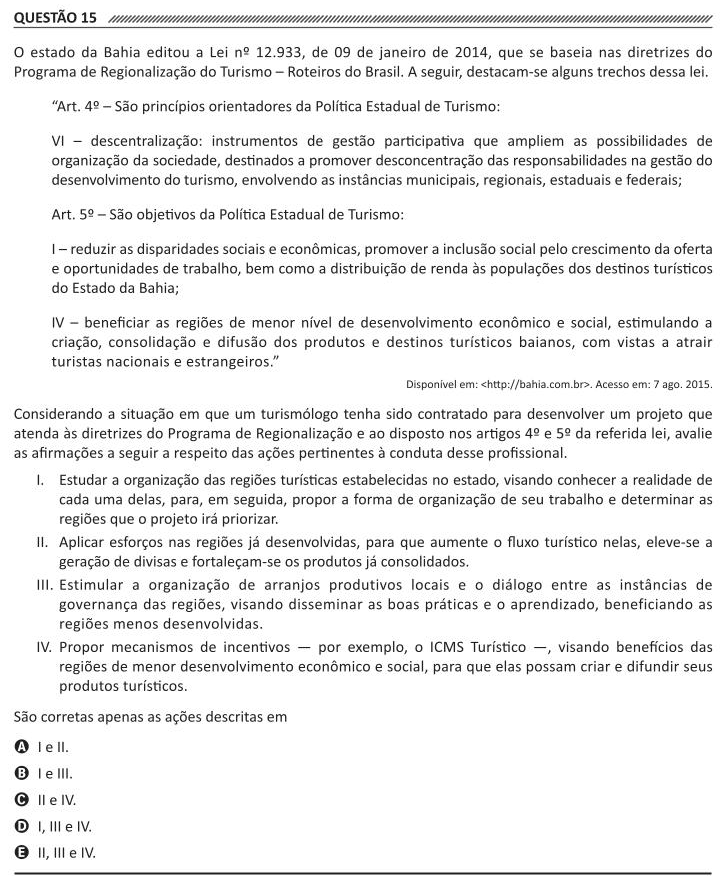 QUESTÃO 15
O estado da Bahia editou a Lei nº 12.933, de 09 de janeiro de 2014, que se baseia nas diretrizes do
Programa de Regionalização do Turismo – Roteiros do Brasil. A seguir, destacam-se alguns trechos dessa lei.
“Art. 4º – São princípios orientadores da Política Estadual de Turismo:
VI – descentralização: instrumentos de gestão participativa que ampliem as possibilidades de
organização da sociedade, destinados a promover desconcentração das responsabilidades na gestão do
desenvolvimento do turismo, envolvendo as instâncias municipais, regionais, estaduais e federais;
Art. 5º – São objetivos da Política Estadual de Turismo:
I – reduzir as disparidades sociais e econômicas, promover a inclusão social pelo crescimento da oferta
e oportunidades de trabalho, bem como a distribuição de renda às populações dos destinos turísticos
do Estado da Bahia;
IV – beneficiar as regiões de menor nível de desenvolvimento econômico e social, estimulando a
criação, consolidação e difusão dos produtos e destinos turísticos baianos, com vistas a atrair
turistas nacionais e estrangeiros.”
Disponível em: <http://bahia.com.br>. Acesso em: 7 ago. 2015.
Considerando a situação em que um turismólogo tenha sido contratado para desenvolver um projeto que
atenda às diretrizes do Programa de Regionalização e ao disposto nos artigos 4º e 5º da referida lei, avalie
as afirmações a seguir a respeito das ações pertinentes à conduta desse profissional.
I. Estudar a organização das regiões turísticas estabelecidas no estado, visando conhecer a realidade de
cada uma delas, para, em seguida, propor a forma de organização de seu trabalho e determinar as
regiões que o projeto irá priorizar.
II. Aplicar esforços nas regiões já desenvolvidas, para que aumente o fluxo turístico nelas, eleve-se a
geração de divisas e fortaleçam-se os produtos já consolidados.
III. Estimular a organização de arranjos produtivos locais e o diálogo entre as instâncias de
governança das regiões, visando disseminar as boas práticas e o aprendizado, beneficiando as
regiões menos desenvolvidas.
IV. Propor mecanismos de incentivos — por exemplo, o ICMS Turístico —, visando benefícios das
regiões de menor desenvolvimento econômico e social, para que elas possam criar e difundir seus
produtos turísticos.
São corretas apenas as ações descritas em
A I e II.
B I e III.
C II e IV.
D I, III e IV.
E II, III e IV.